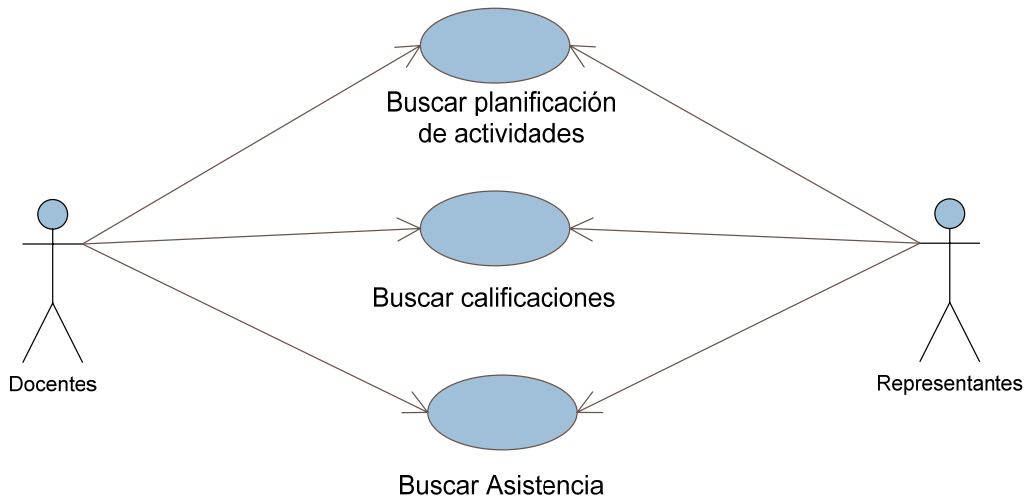 Buscar planificación
de actividades
Buscar calificaciones
Docentes
Representantes
Buscar Asistencia